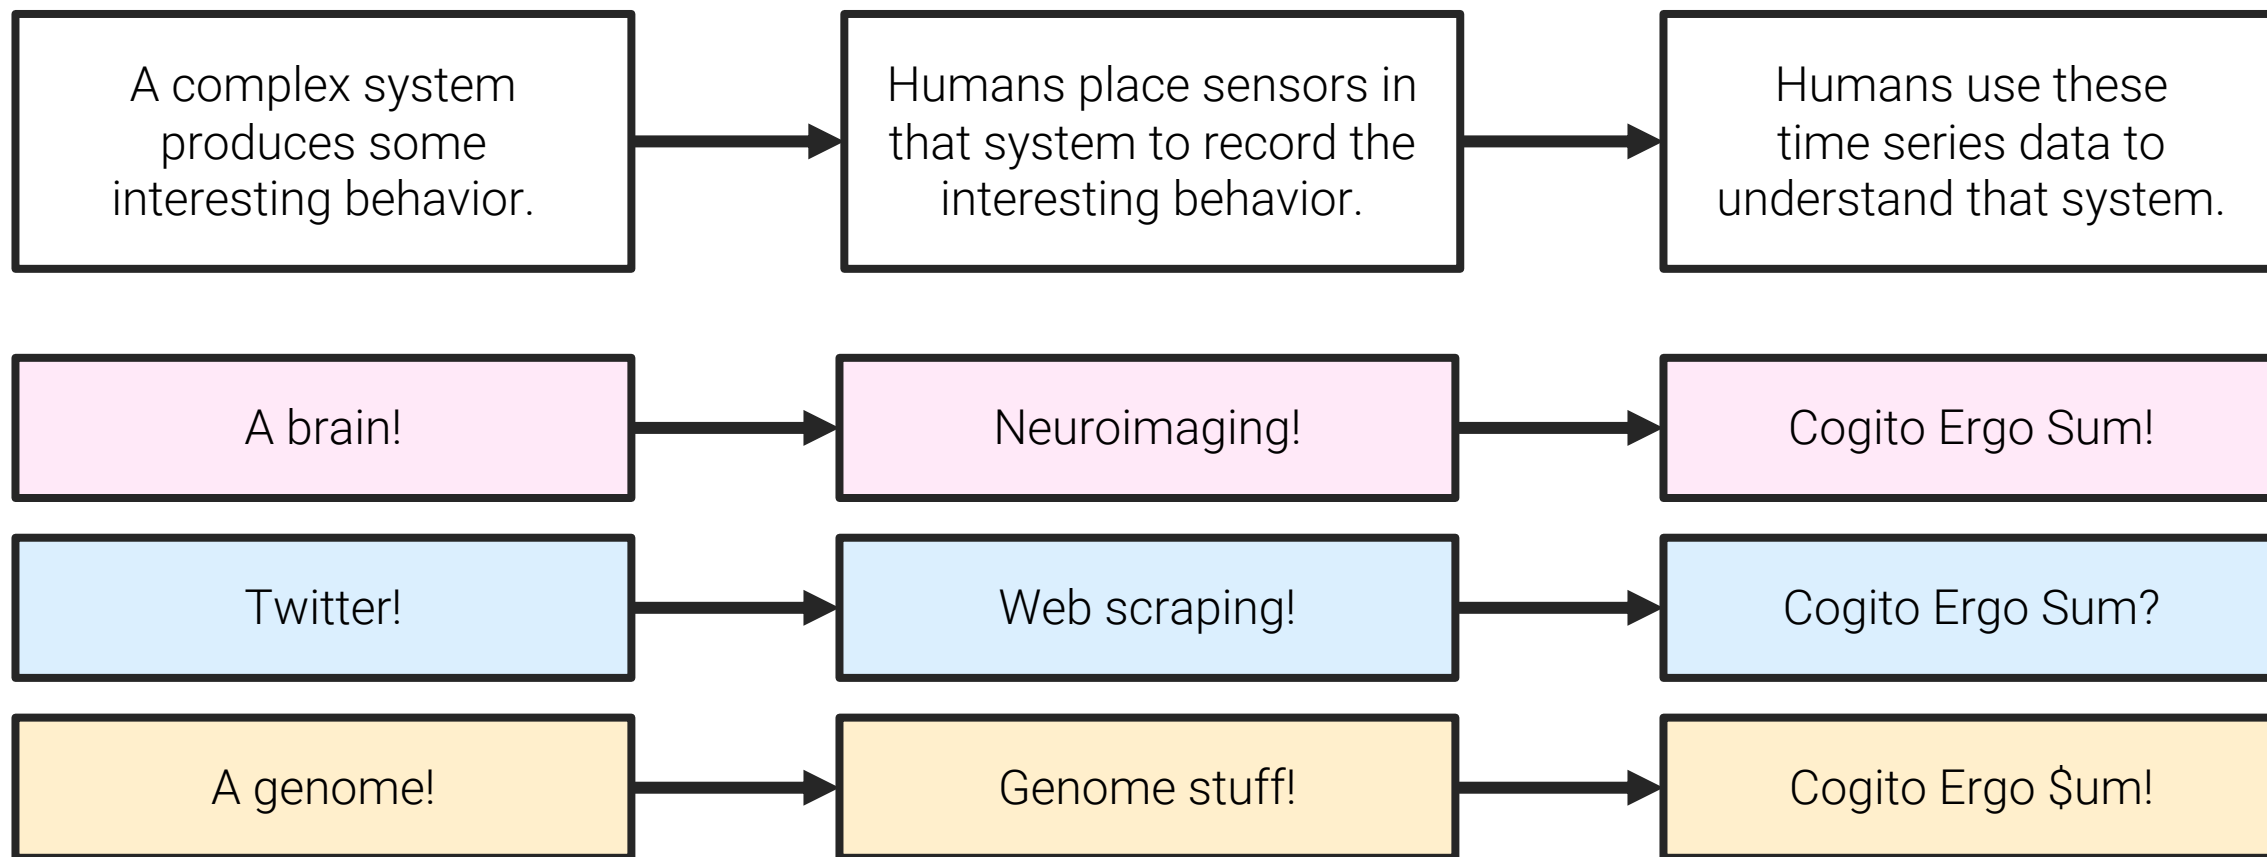 A complex system
produces some
interesting behavior.
Humans place sensors in
that system to record the
interesting behavior.
Humans use these
time series data to
understand that system.
A brain!
Neuroimaging!
Cogito Ergo Sum!
Twitter!
Web scraping!
Cogito Ergo Sum?
A genome!
Genome stuff!
Cogito Ergo $um!